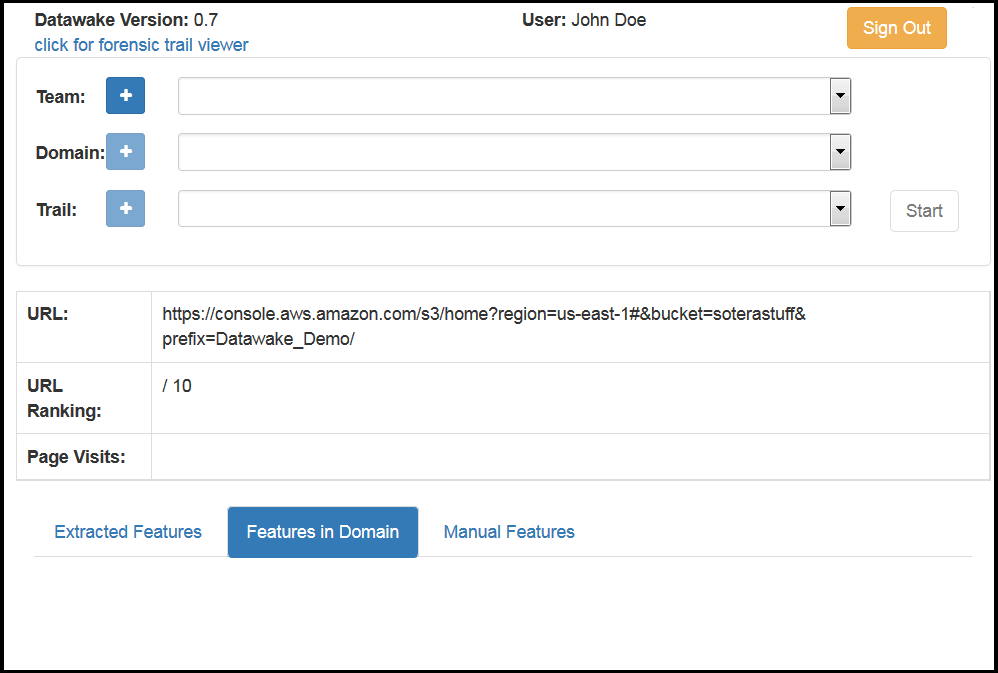 Datawake Version: 0.7
User: John Doe
Sign Out
click for forensic trail viewer
Team: +
Domain: +
Trail: +
Start
URL: https://console.aws.amazon.com/s3/home?region=us-east-1#&bucket=soterastuff&
prefix=Datawake_Demo/
URL / 10
Ranking:
Page Visits:
Extracted Features Features in Domain Manual Features